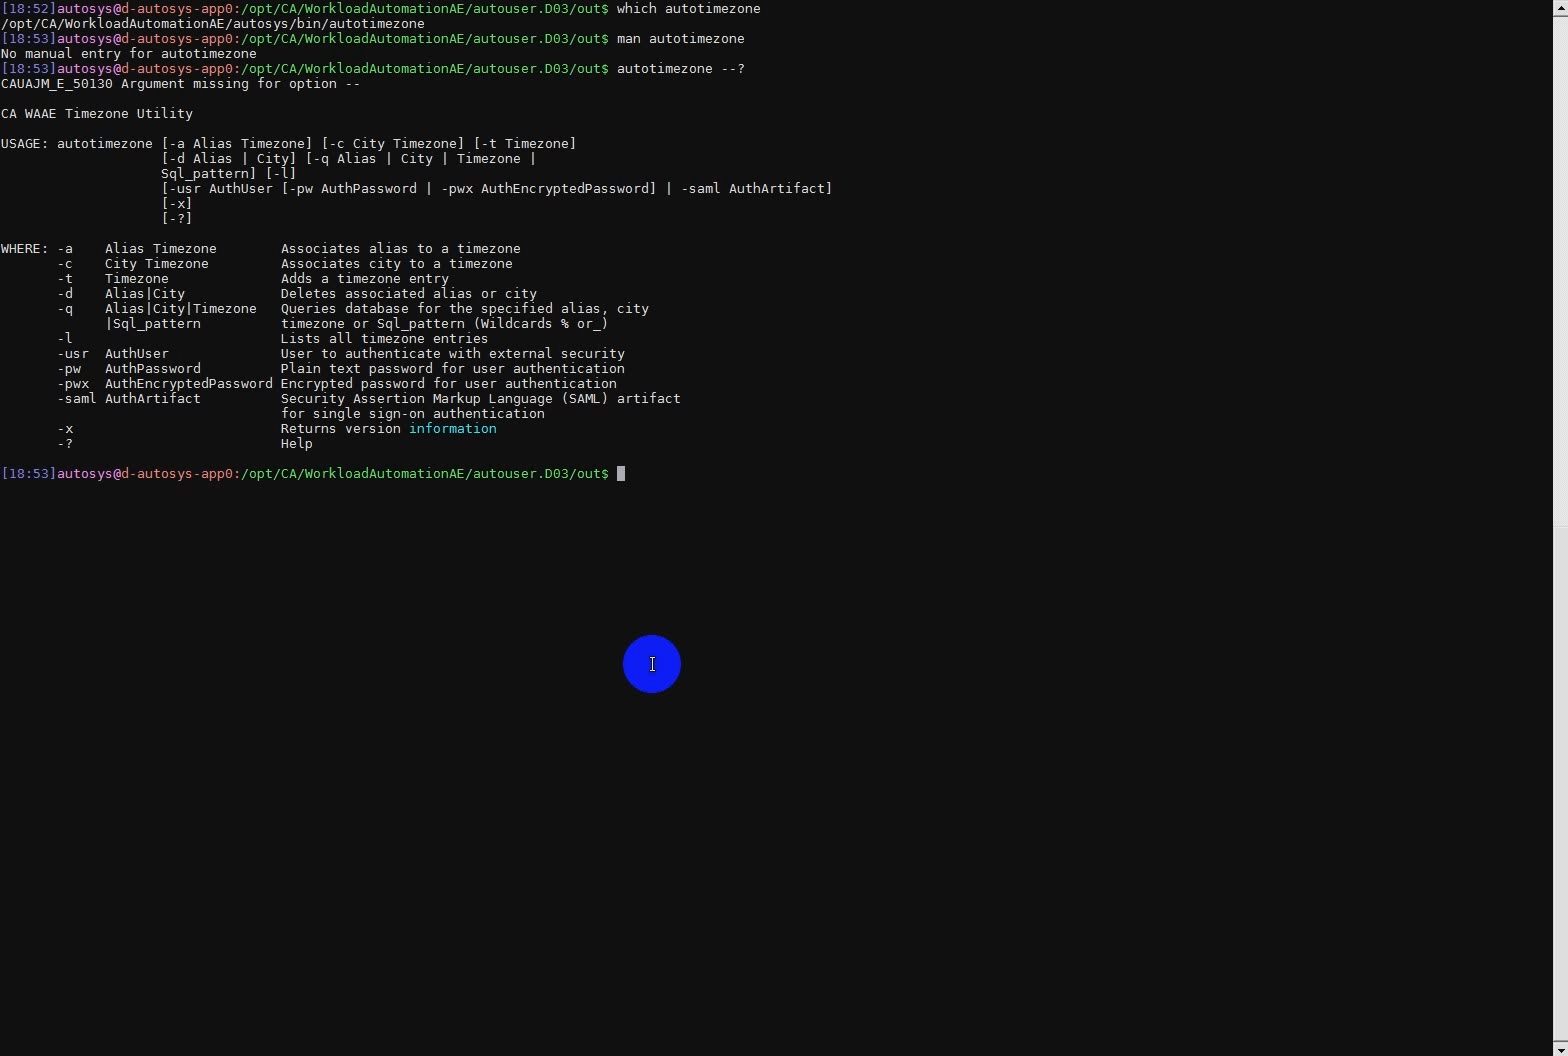 [18:52]autosys@d-autosys-app0:/opt/CA/WorkloadAutomationAE/autouser.D03/out$ which autotimezone
/opt/CA/WorkloadAutomationAE/autosys/bin/autotimezone
[18:53]autosys@d-autosys-app0:/opt/CA/WorkloadAutomationAE/autouser.D03/out$ man autotimezone
No manual entry for autotimezone
[18:53]autosys@d-autosys-app0:/opt/CA/WorkloadAutomationAE/autouser.D03/out$ autotimezone --?
CAUAJM_E_50130 Argument missing for option --

CA WAAE Timezone Utility

USAGE: autotimezone [-a Alias Timezone] [-c City Timezone] [-t Timezone]
                    [-d Alias | City] [-q Alias | City | Timezone |
                    Sql_pattern] [-l]
                    [-usr AuthUser [-pw AuthPassword | -pwx AuthEncryptedPassword] | -saml AuthArtifact]
                    [-x]
                    [-?]

WHERE: -a    Alias Timezone        Associates alias to a timezone
       -c    City Timezone         Associates city to a timezone
       -t    Timezone              Adds a timezone entry
       -d    Alias|City            Deletes associated alias or city
       -q    Alias|City|Timezone   Queries database for the specified alias, city
             |Sql_pattern          timezone or Sql_pattern (Wildcards % or_)
       -l                          Lists all timezone entries
       -usr  AuthUser              User to authenticate with external security
       -pw   AuthPassword          Plain text password for user authentication
       -pwx  AuthEncryptedPassword Encrypted password for user authentication
       -saml AuthArtifact          Security Assertion Markup Language (SAML) artifact
                                   for single sign-on authentication
       -x                          Returns version information
       -?                          Help

[18:53]autosys@d-autosys-app0:/opt/CA/WorkloadAutomationAE/autouser.D03/out$